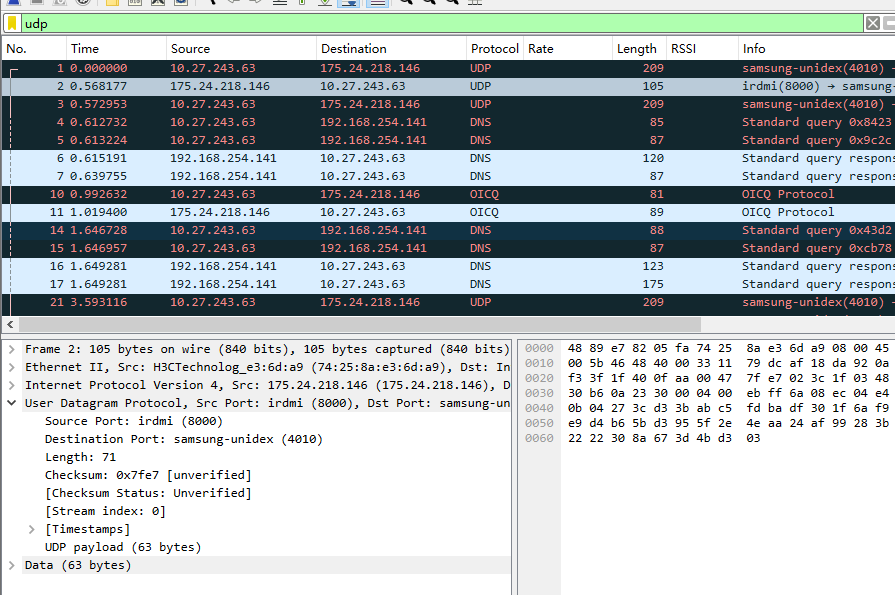 udp
No. Time Source Destination Protocol Rate Length RSSI Info
1 0.000000 10.27.243.63 175.24.218.146 UDP 209 samsung-unidex(4010)
2 0.568177 175.24.218.146 10.27.243.63 UDP 105 irdmi(8000) → samsung-
3 0.572953 10.27.243.63 175.24.218.146 UDP 209 samsung-unidex(4010)
4 0.612732 10.27.243.63 192.168.254.141 DNS 85 Standard query 0x8423
5 0.613224 10.27.243.63 192.168.254.141 DNS 87 Standard query 0x9c2c
6 0.615191 192.168.254.141 10.27.243.63 DNS 120 Standard query respons
7 0.639755 192.168.254.141 10.27.243.63 DNS 87 Standard query respons
10 0.992632 10.27.243.63 175.24.218.146 OICQ 81 OICQ Protocol
11 1.019400 175.24.218.146 10.27.243.63 OICQ 89 OICQ Protocol
14 1.646728 10.27.243.63 192.168.254.141 DNS 88 Standard query 0x43d2
15 1.646957 10.27.243.63 192.168.254.141 DNS 87 Standard query 0xcb78
16 1.649281 192.168.254.141 10.27.243.63 DNS 123 Standard query respons
17 1.649281 192.168.254.141 10.27.243.63 DNS 175 Standard query respons
21 3.593116 10.27.243.63 175.24.218.146 UDP 209 samsung-unidex(4010)
Frame 2: 105 bytes on wire (840 bits), 105 bytes captured (840 bits)
Ethernet II, Src: H3CTechnolog_e3:6d:a9 (74:25:8a:e3:6d:a9), Dst: In
Internet Protocol Version 4, Src: 175.24.218.146 (175.24.218.146), D
User Datagram Protocol, Src Port: irdmi (8000), Dst Port: samsung-un
Source Port: irdmi (8000)
Destination Port: samsung-unidex (4010)
Length: 71
Checksum: 0x7fe7 [unverified]
[Checksum Status: Unverified]
[Stream index: 0]
[Timestamps]
UDP payload (63 bytes)
Data (63 bytes)
0000 48 89 e7 82 05 fa 74 25 8a e3 6d a9 08 00 45
0010 00 5b 46 48 40 00 33 11 79 dc af 18 da 92 0a
0020 f3 3f 1f 40 0f aa 00 47 7f e7 02 3c 1f 03 48
0030 30 b6 0a 23 30 00 04 00 eb ff 6a 08 ec 04 e4
0040 0b 04 27 3c d3 3b ab c5 fd ba df 30 1f 6a f9
0050 e9 d4 b6 5b d3 95 5f 2e 4e aa 24 af 99 28 3b
0060 22 22 30 8a 67 3d 4b d3 03